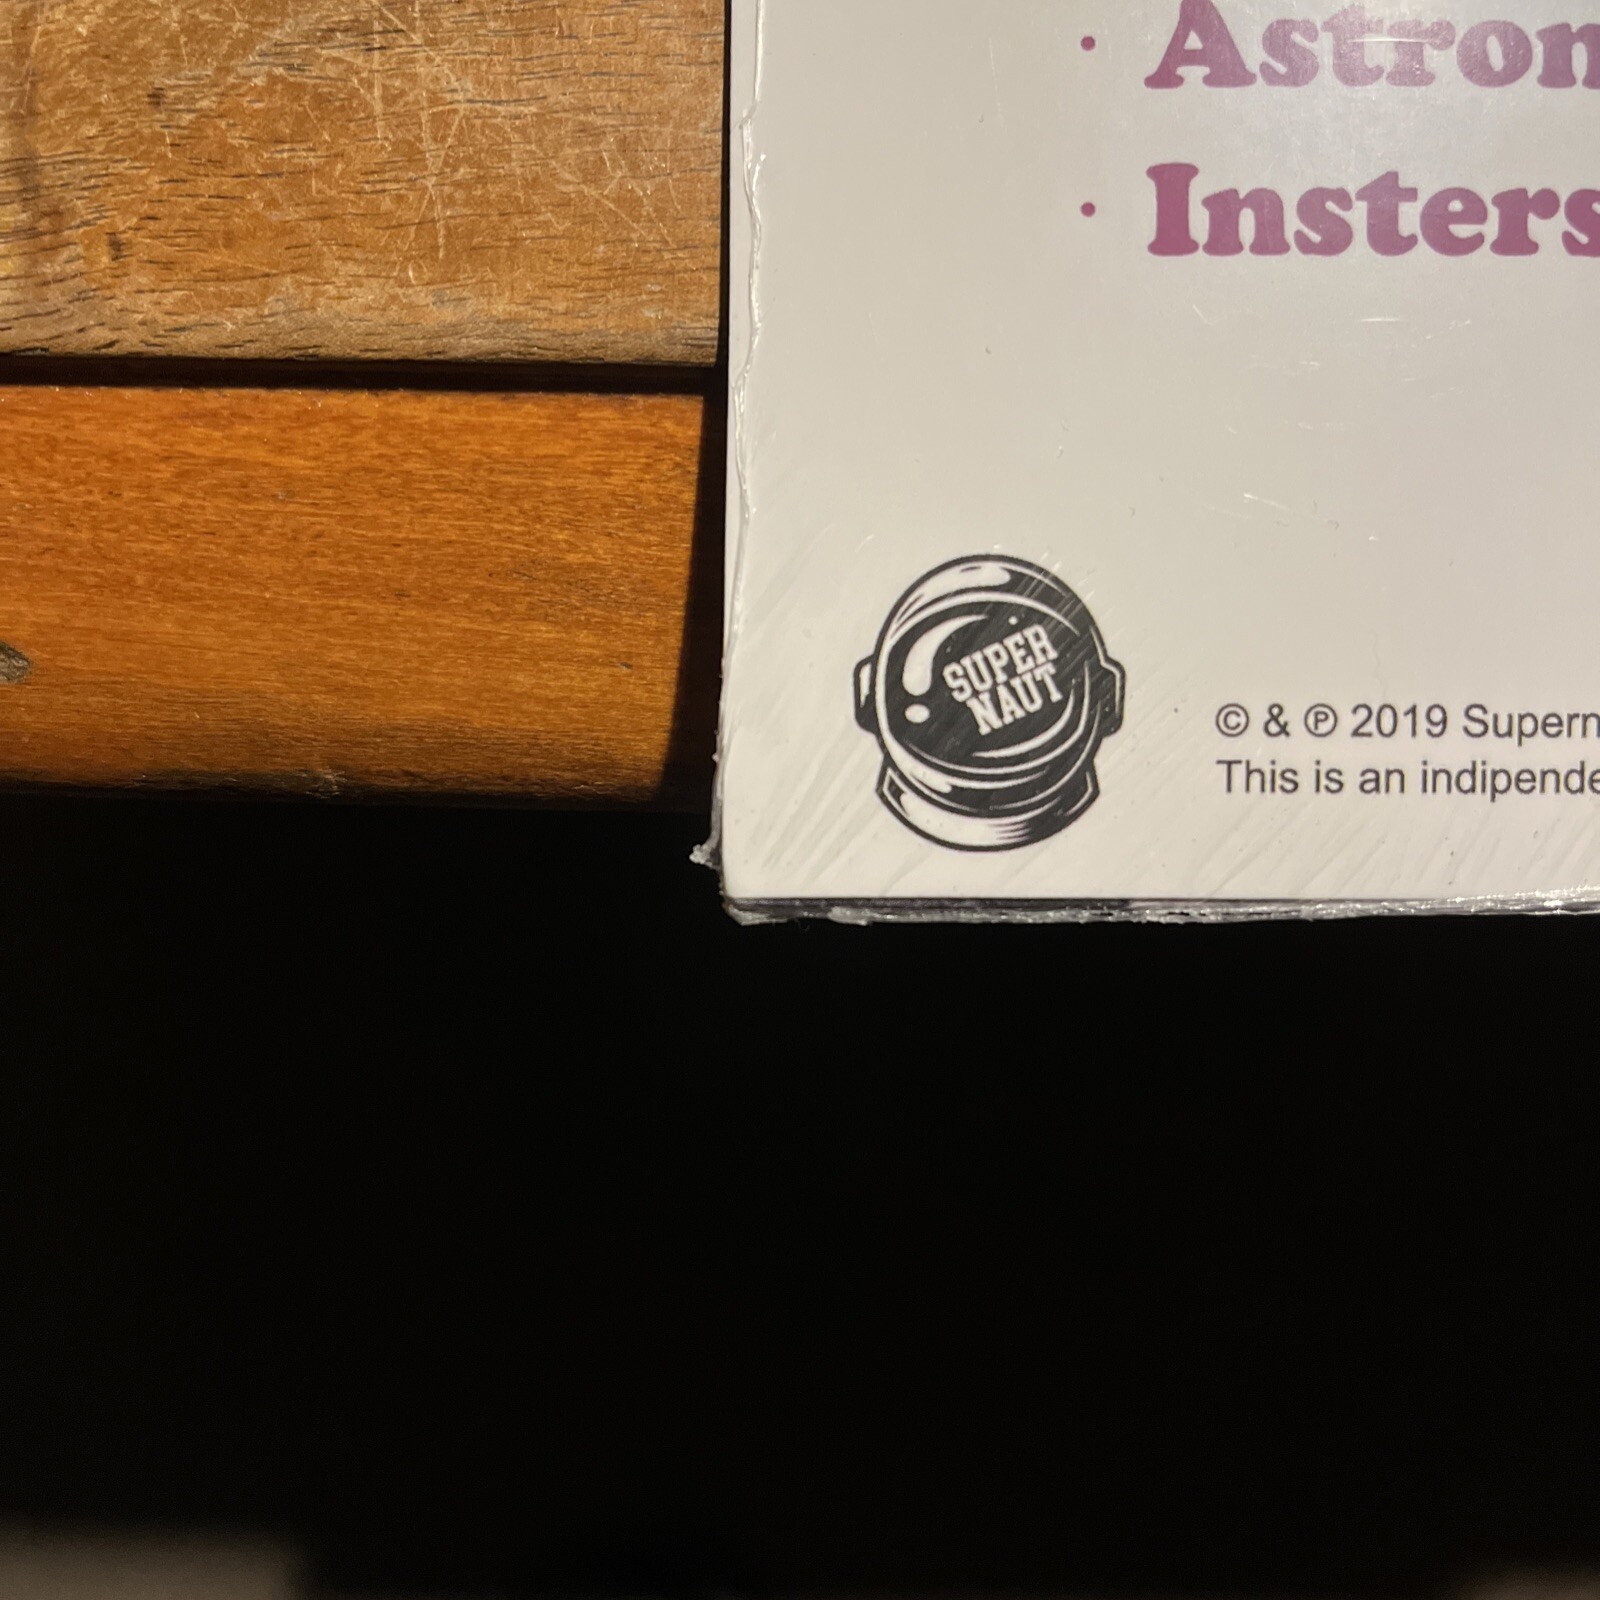 · Astron
· Insters
SUPER
NAUT
© & ℗ 2019 Supern
This is an indipende